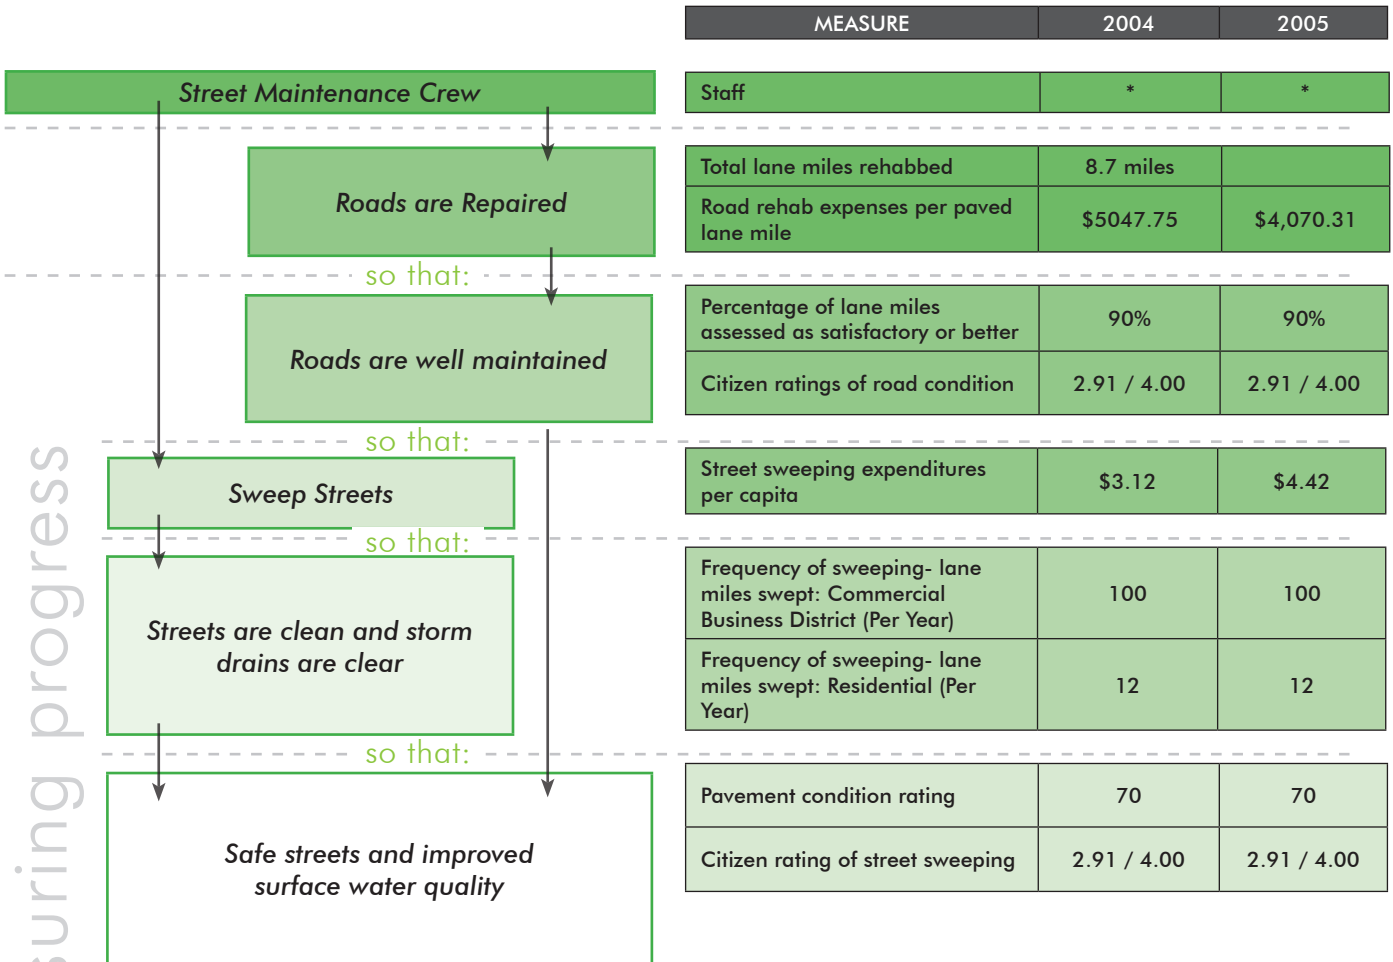 MEASURE 2004 2005
Street Maintenance Crew
Staff * *
Roads are Repaired
Total lane miles rehabbed 8.7 miles
Road rehab expenses per paved
lane mile $5047.75 $4,070.31
so that:
Roads are well maintained
Percentage of lane miles
assessed as satisfactory or better 90% 90%
Citizen ratings of road condition 2.91 / 4.00 2.91 / 4.00
so that:
Sweep Streets
Street sweeping expenditures
per capita $3.12 $4.42
so that:
Streets are clean and storm
drains are clear
Frequency of sweeping- lane
miles swept: Commercial
Business District (Per Year) 100 100
Frequency of sweeping- lane
miles swept: Residential (Per
Year) 12 12
so that:
Safe streets and improved
surface water quality
Pavement condition rating 70 70
Citizen rating of street sweeping 2.91 / 4.00 2.91 / 4.00
suring progress